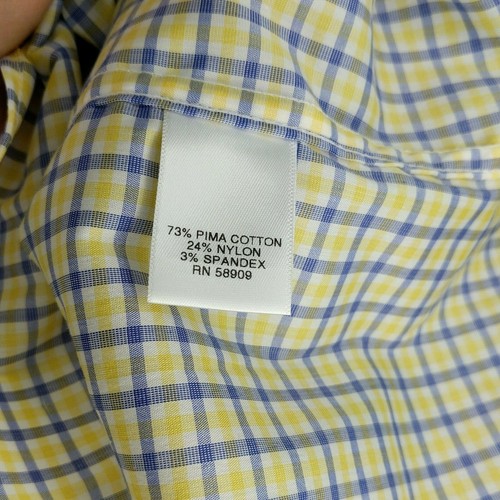 73% PIMA COTTON
24% NYLON
3% SPANDEX
RN 58909